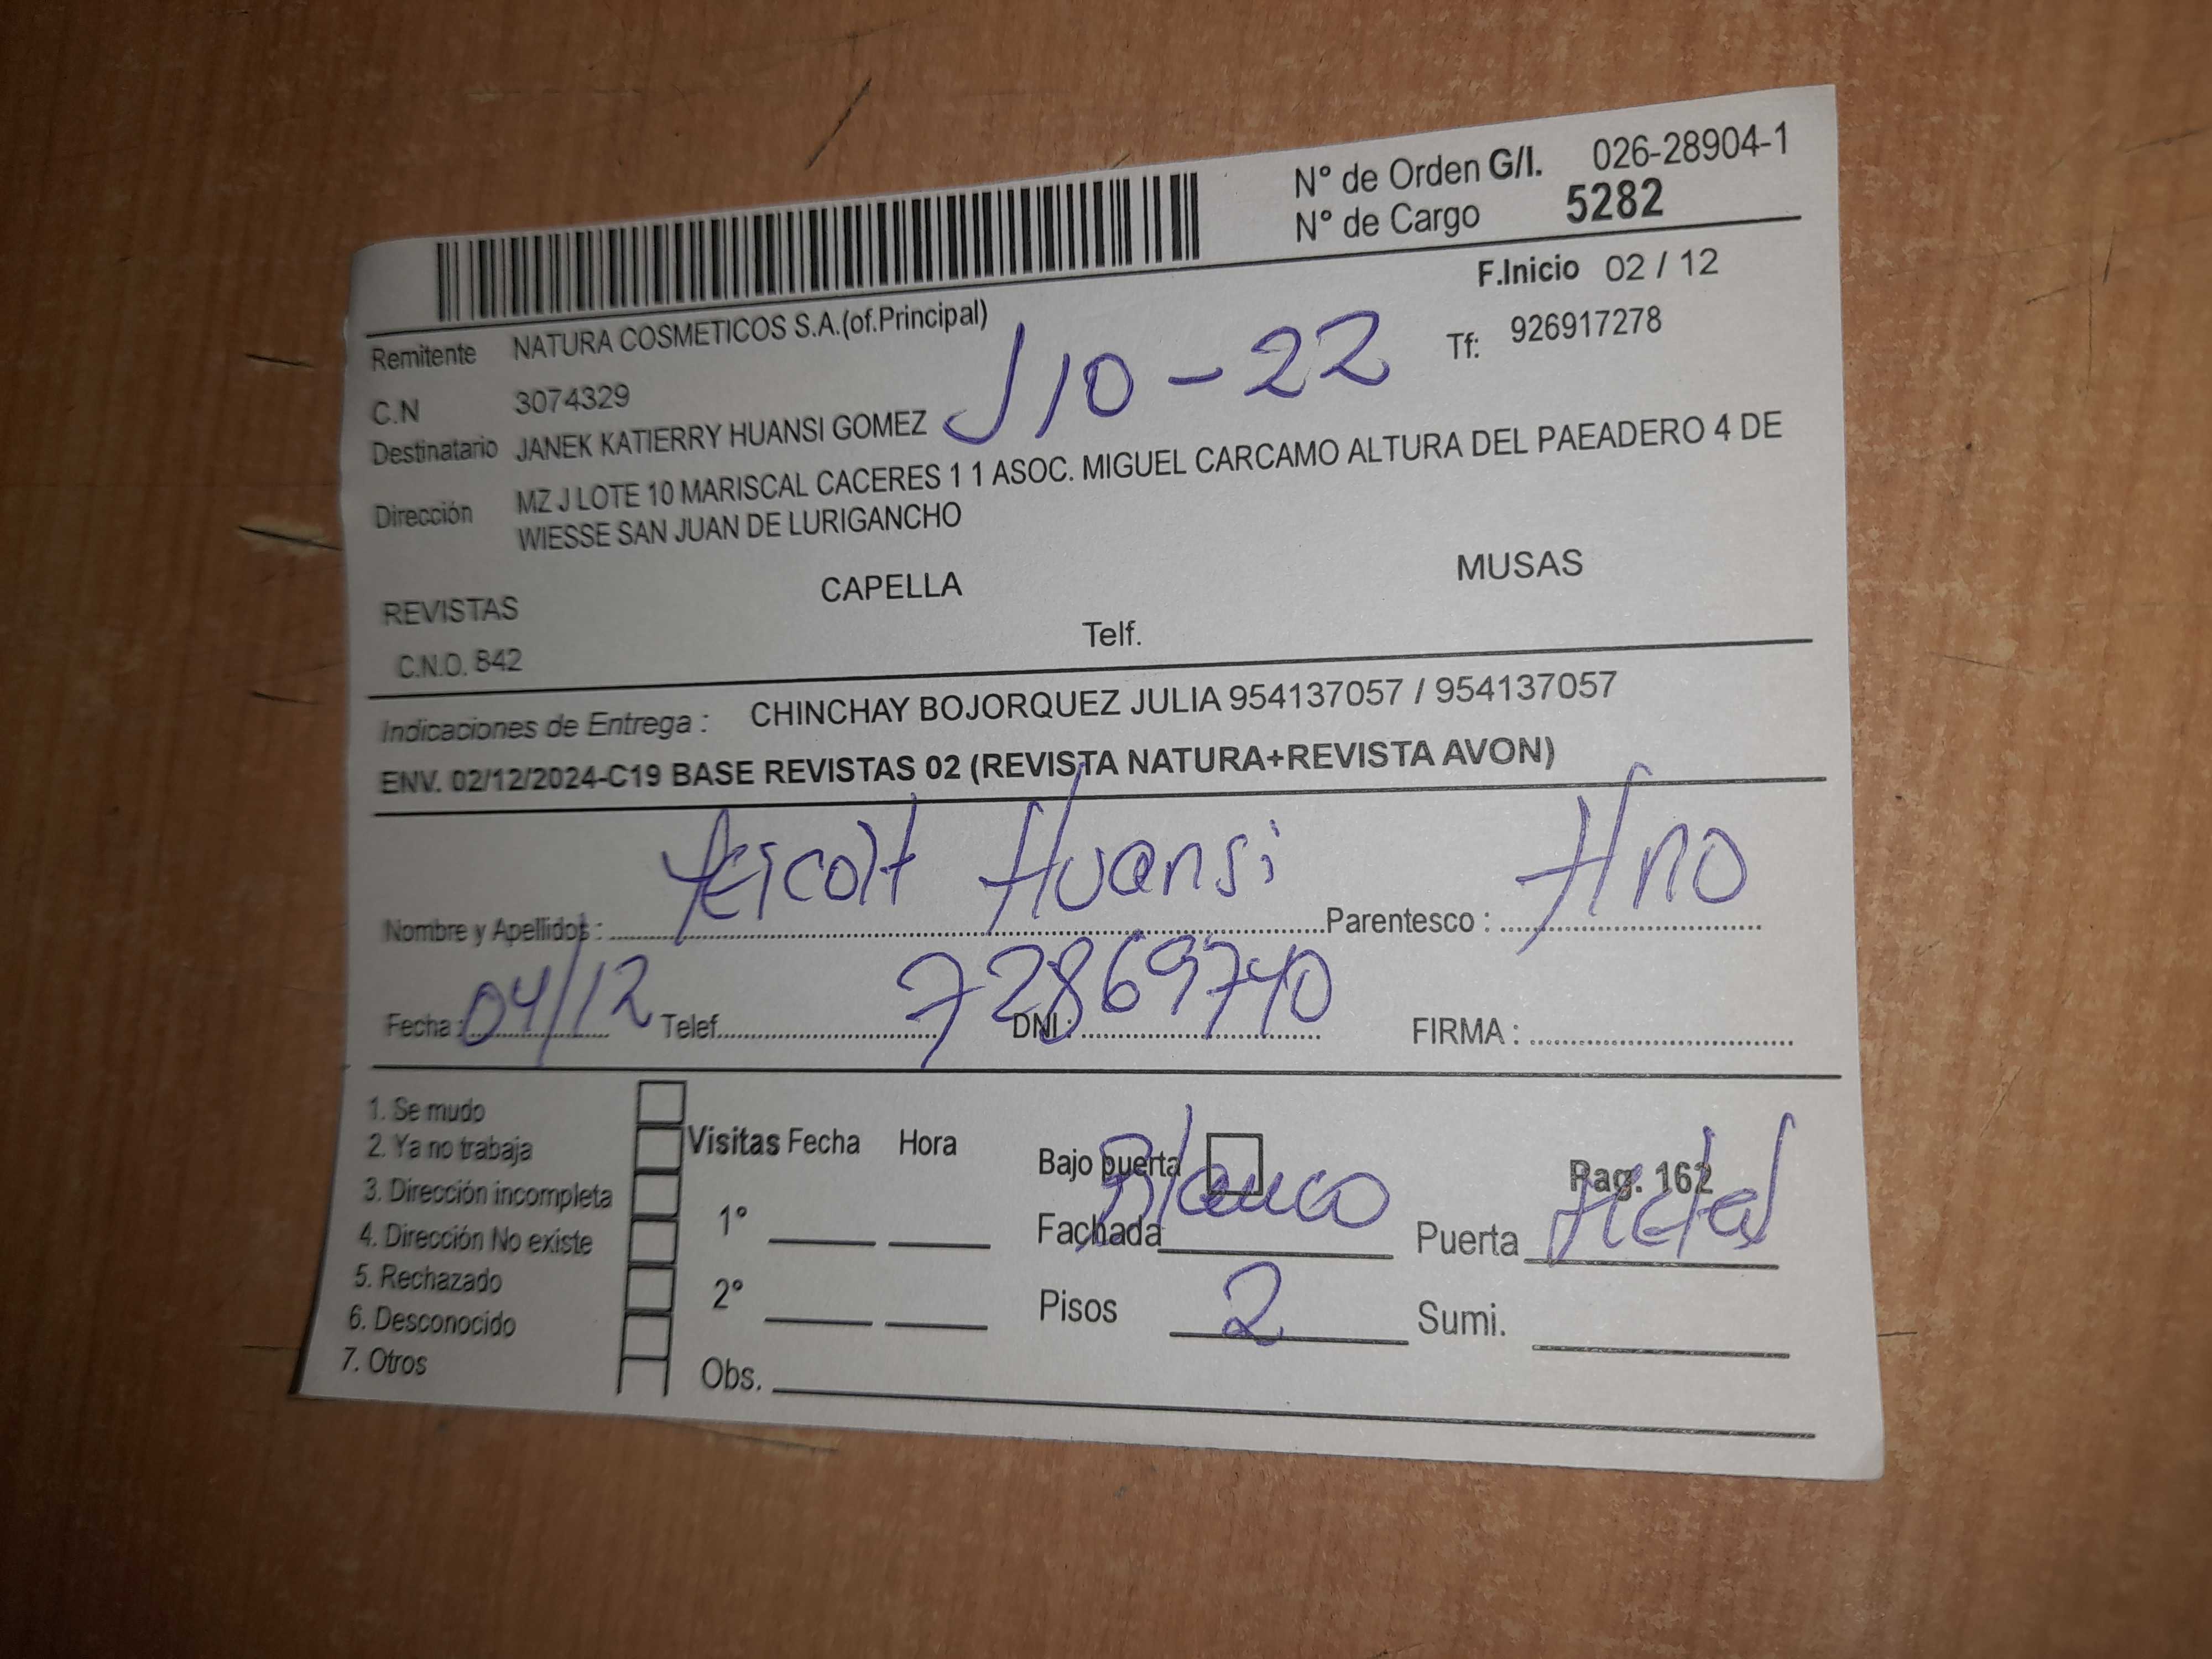 N° de Orden G/I. 026-28904-1
N° de Cargo 5282
F.Inicio 02 / 12
Remitente NATURA COSMETICOS S.A.(of.Principal)
Tf: 926917278
C.N 3074329
J10-22
Destinatario JANEK KATIERRY HUANSI GOMEZ
Dirección MZ J LOTE 10 MARISCAL CACERES 1 1 ASOC. MIGUEL CARCAMO ALTURA DEL PAEADERO 4 DE
WIESSE SAN JUAN DE LURIGANCHO
REVISTAS CAPELLA MUSAS
C.N.O. 842 Telf.
Indicaciones de Entrega : CHINCHAY BOJORQUEZ JULIA 954137057 / 954137057
ENV. 02/12/2024-C19 BASE REVISTAS 02 (REVISTA NATURA+REVISTA AVON)
Nombre y Apellidos : Huansi Parentesco : Hno
Fecha : 04/12 Telef. DNI : 72869740 FIRMA :
1. Se mudo
2. Ya no trabaja
3. Dirección incompleta
4. Dirección No existe
5. Rechazado
6. Desconocido
7. Otros
Visitas Fecha Hora
1°
2°
Obs.
Bajo puerta Pag. 162
Fachada Blanco Puerta Metal
Pisos 2 Sumi.